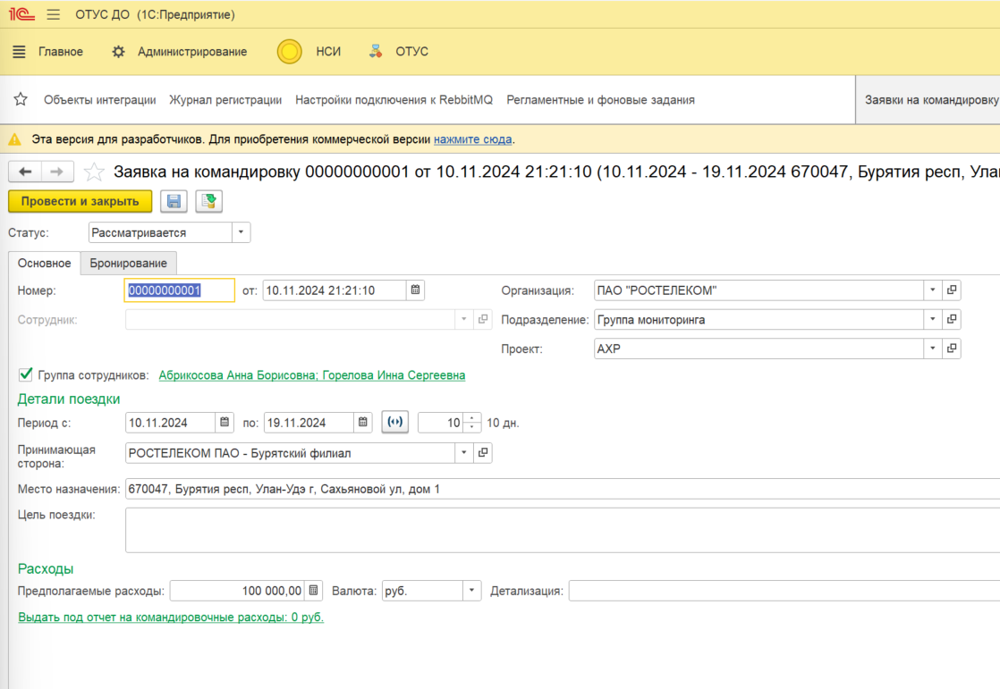 1С ОТУС ДО (1С:Предприятие)
Главное Администрирование НСИ ОТУС
Объекты интеграции Журнал регистрации Настройки подключения к RebbitMQ Регламентные и фоновые задания Заявки на командировку
Эта версия для разработчиков. Для приобретения коммерческой версии нажмите сюда.
Заявка на командировку 00000000001 от 10.11.2024 21:21:10 (10.11.2024 - 19.11.2024 670047, Бурятия респ, Улан
Провести и закрыть
Статус: Рассматривается
Основное Бронирование
Номер: 00000000001 от: 10.11.2024 21:21:10 Организация: ПАО "РОСТЕЛЕКОМ"
Сотрудник: Подразделение: Группа мониторинга
Проект: АХР
Группа сотрудников: Абрикосова Анна Борисовна; Горелова Инна Сергеевна
Детали поездки
Период с: 10.11.2024 по: 19.11.2024 10 10 дн.
Принимающая
сторона: РОСТЕЛЕКОМ ПАО - Бурятский филиал
Место назначения: 670047, Бурятия респ, Улан-Удэ г, Сахьяновой ул, дом 1
Цель поездки:
Расходы
Предполагаемые расходы: 100 000,00 Валюта: руб. Детализация:
Выдать под отчет на командировочные расходы: 0 руб.